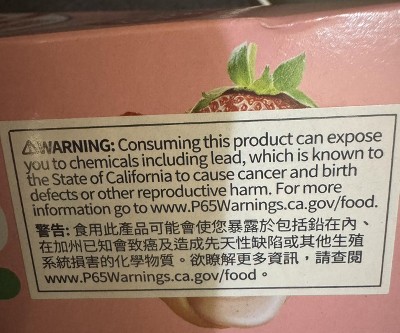 ⚠WARNING: Consuming this product can expose
you to chemicals including lead, which is known to
the State of California to cause cancer and birth
defects or other reproductive harm. For more
information go to www.P65Warnings.ca.gov/food.
警告: 食用此產品可能會使您暴露於包括鉛在內、
在加州已知會致癌及造成先天性缺陷或其他生殖
系統損害的化學物質。欲瞭解更多資訊，請查閱
www.P65Warnings.ca.gov/food。